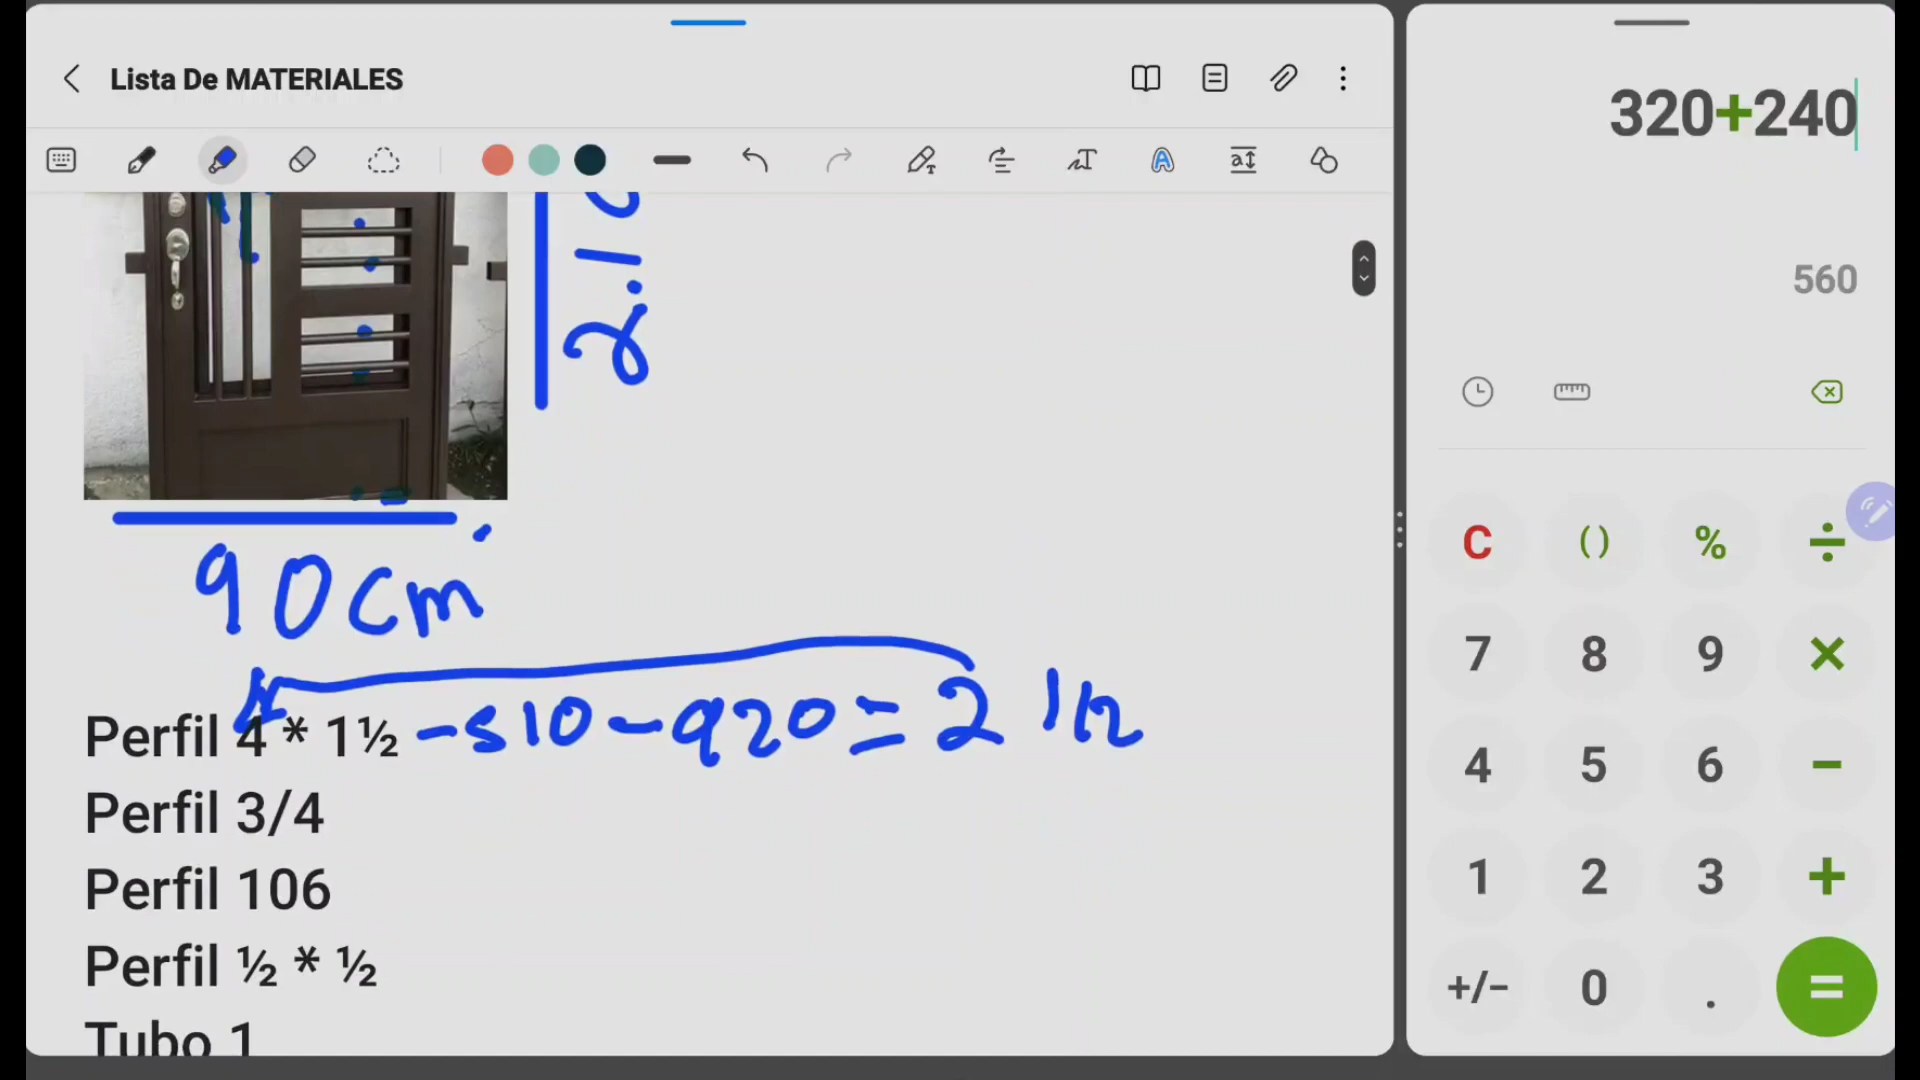 Lista De MATERIALES
320+240
560
2.10
90cm
Perfil 4 * 1½ -510-920=2 1/2
Perfil 3/4
Perfil 106
Perfil ½ * ½
Tubo 1
C ( ) % ÷
7 8 9 ×
4 5 6 −
1 2 3 +
+/− 0 . =